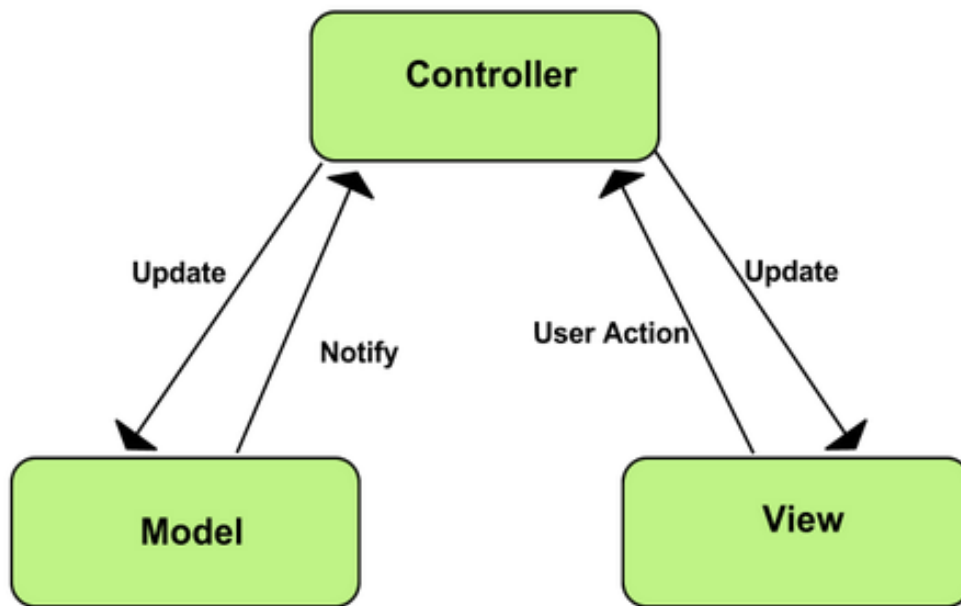 Controller
Update
Update
User Action
Notify
Model
View